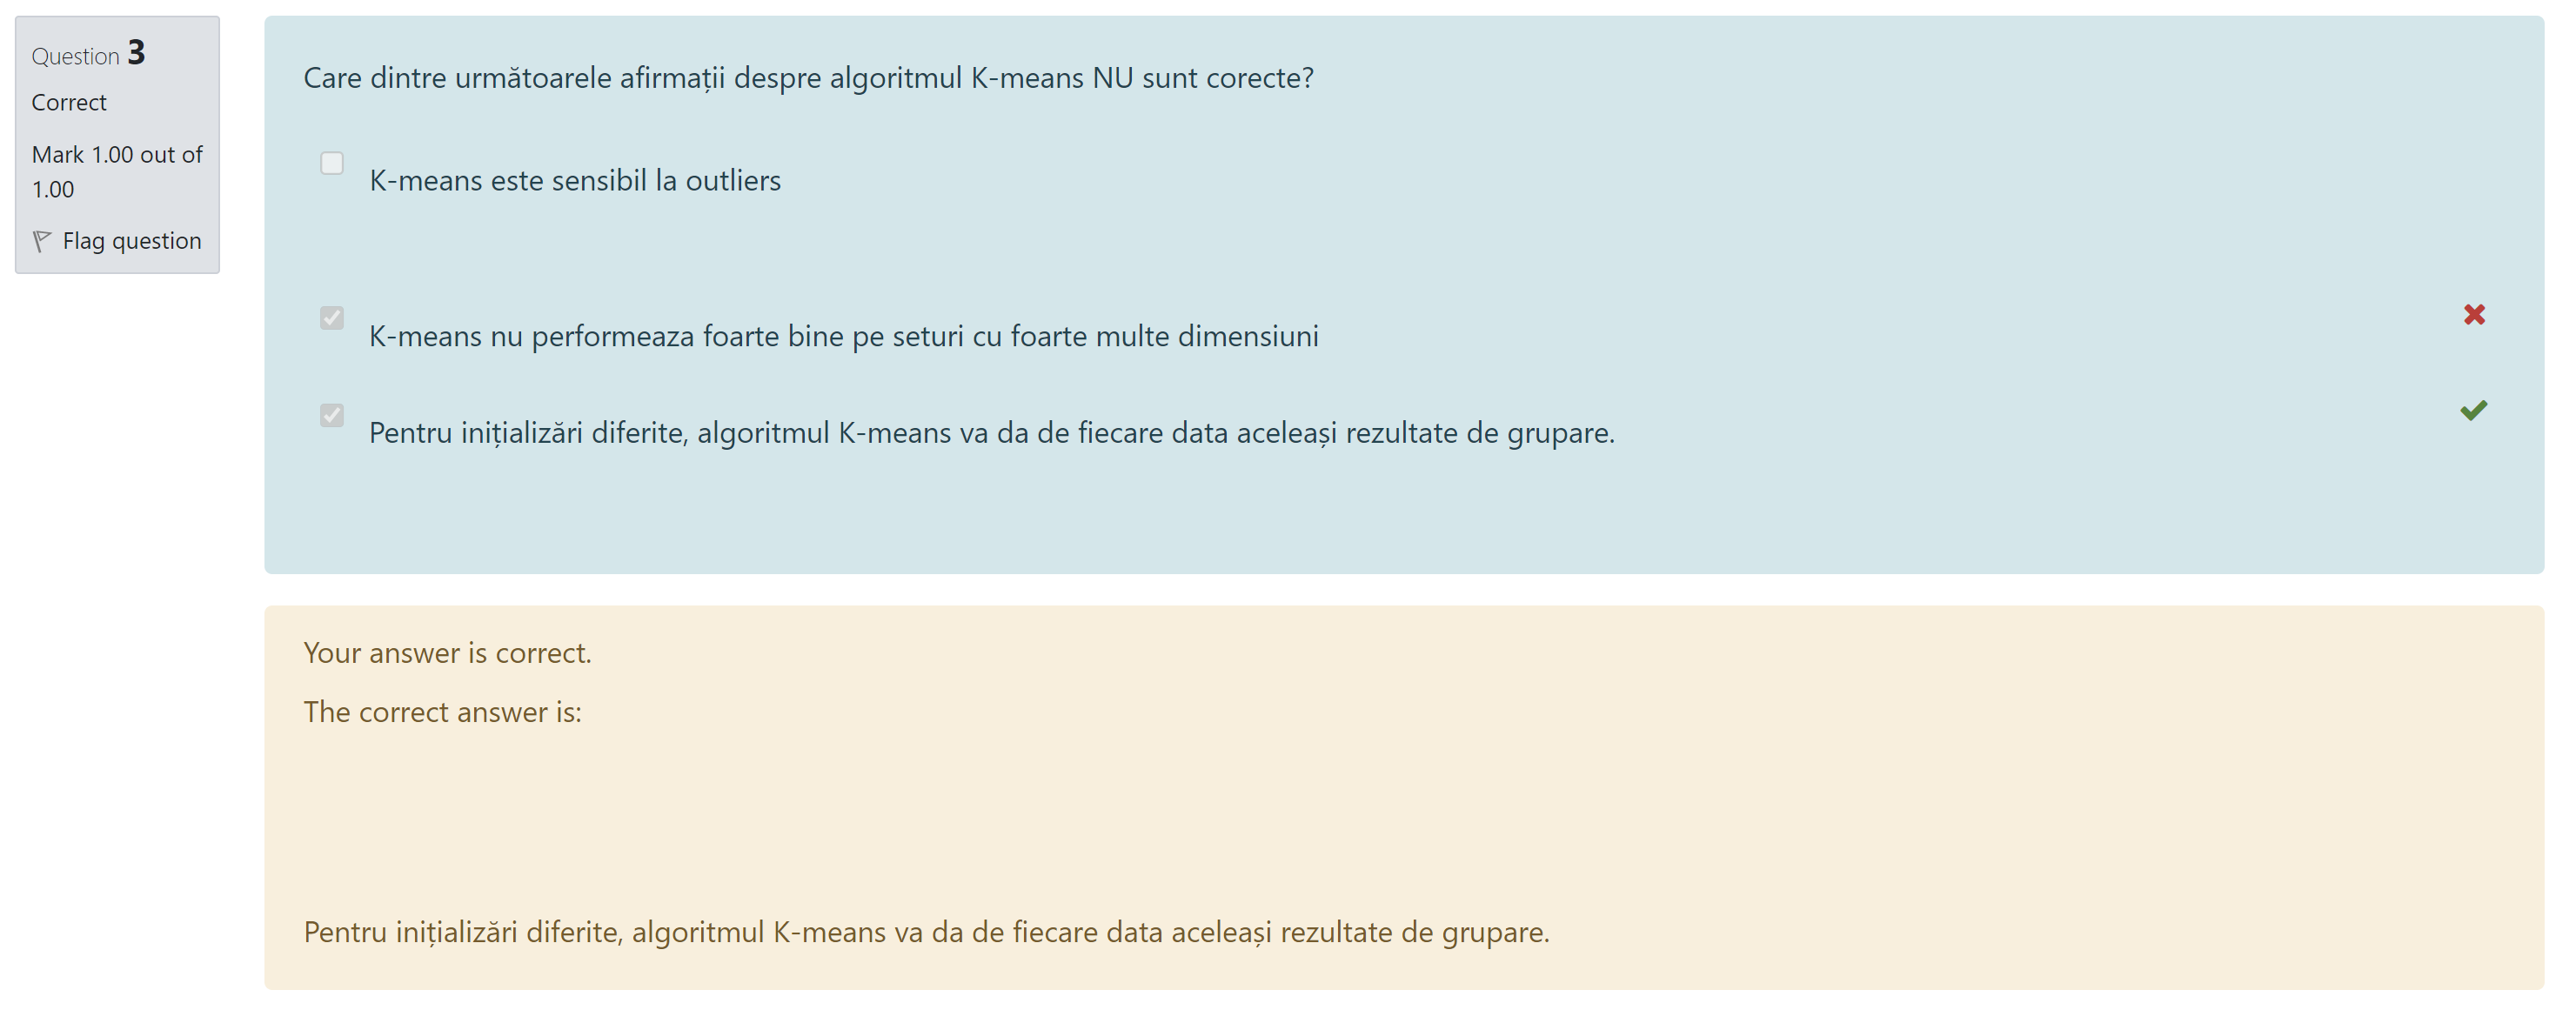 Question 3
Correct
Mark 1.00 out of
1.00
Flag question
Care dintre următoarele afirmații despre algoritmul K-means NU sunt corecte?
K-means este sensibil la outliers
K-means nu performeaza foarte bine pe seturi cu foarte multe dimensiuni
Pentru inițializări diferite, algoritmul K-means va da de fiecare data aceleași rezultate de grupare.
Your answer is correct.
The correct answer is:
Pentru inițializări diferite, algoritmul K-means va da de fiecare data aceleași rezultate de grupare.